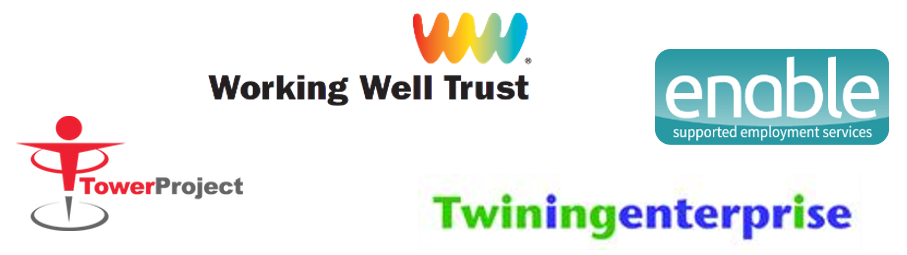 Working Well Trust
®
enable
supported employment services
TowerProject
Twiningenterprise